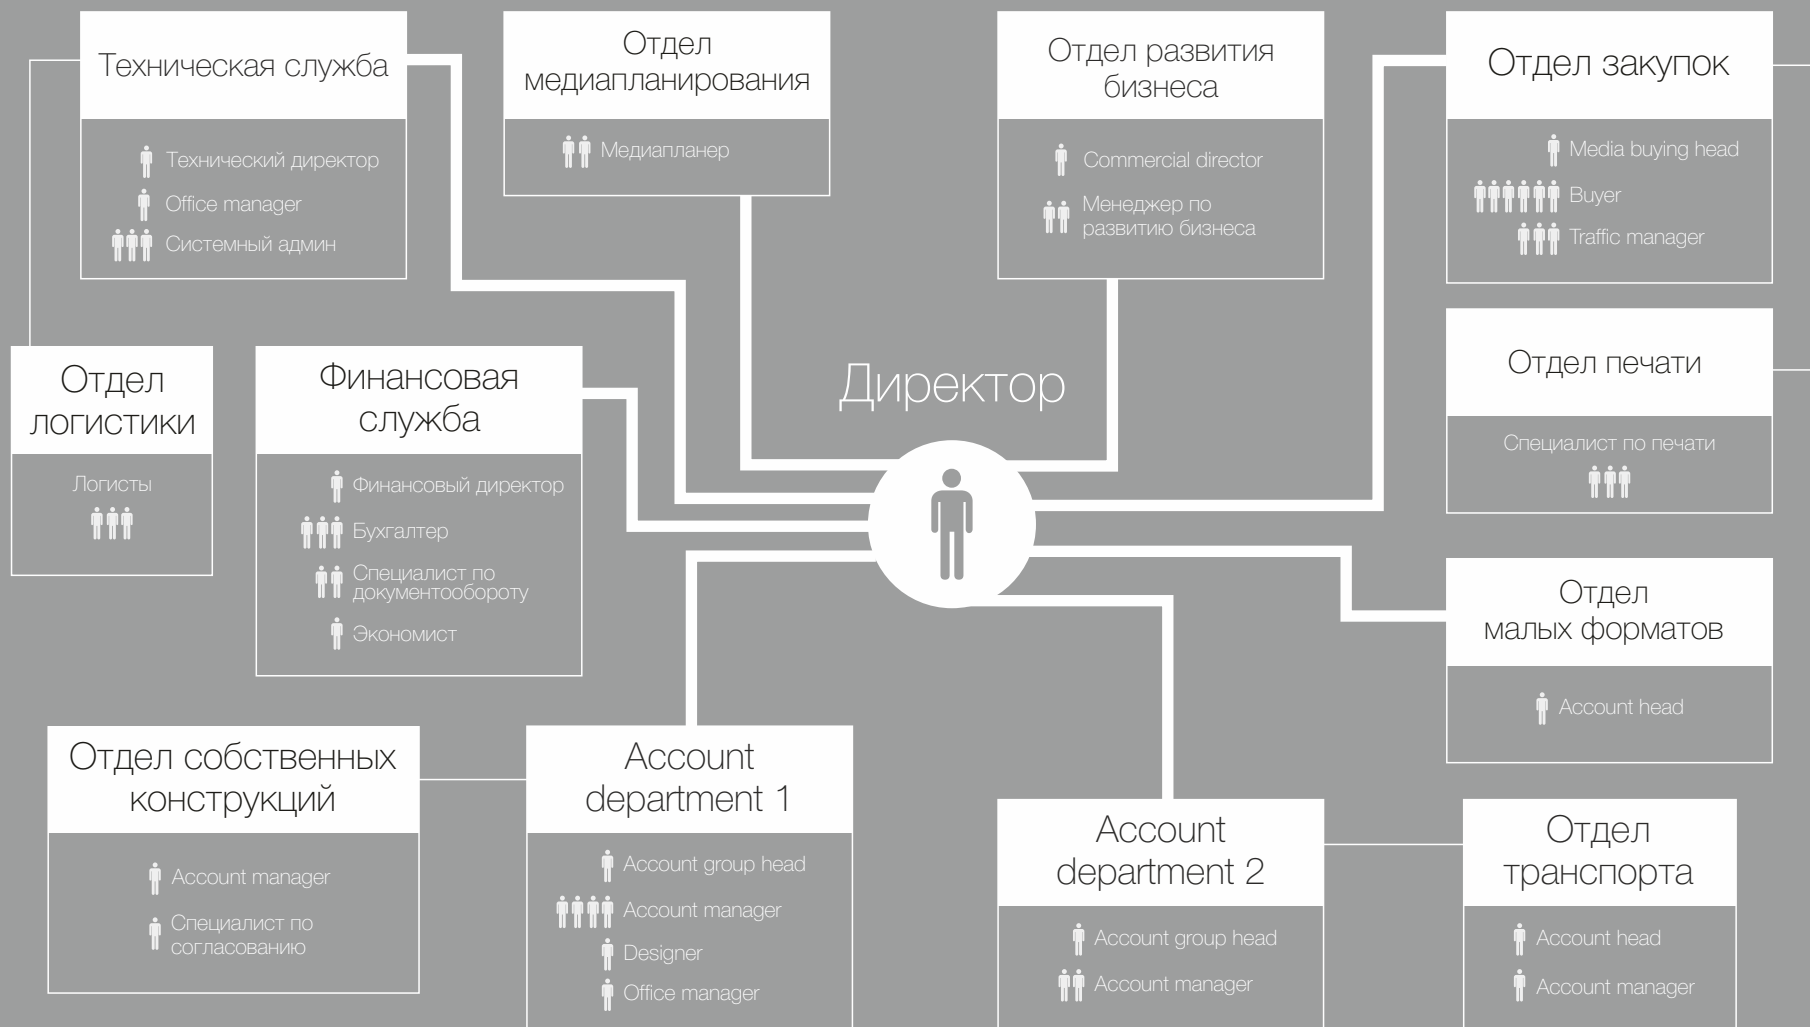 Техническая служба
Технический директор
Office manager
Системный админ
Отдел
медиапланирования
Медиапланер
Отдел развития
бизнеса
Commercial director
Менеджер по
развитию бизнеса
Отдел закупок
Media buying head
Buyer
Traffic manager
Отдел
логистики
Логисты
Финансовая
служба
Финансовый директор
Бухгалтер
Специалист по
документообороту
Экономист
Директор
Отдел печати
Специалист по печати
Отдел
малых форматов
Account head
Отдел собственных
конструкций
Account manager
Специалист по
согласованию
Account
department 1
Account group head
Account manager
Designer
Office manager
Account
department 2
Account group head
Account manager
Отдел
транспорта
Account head
Account manager